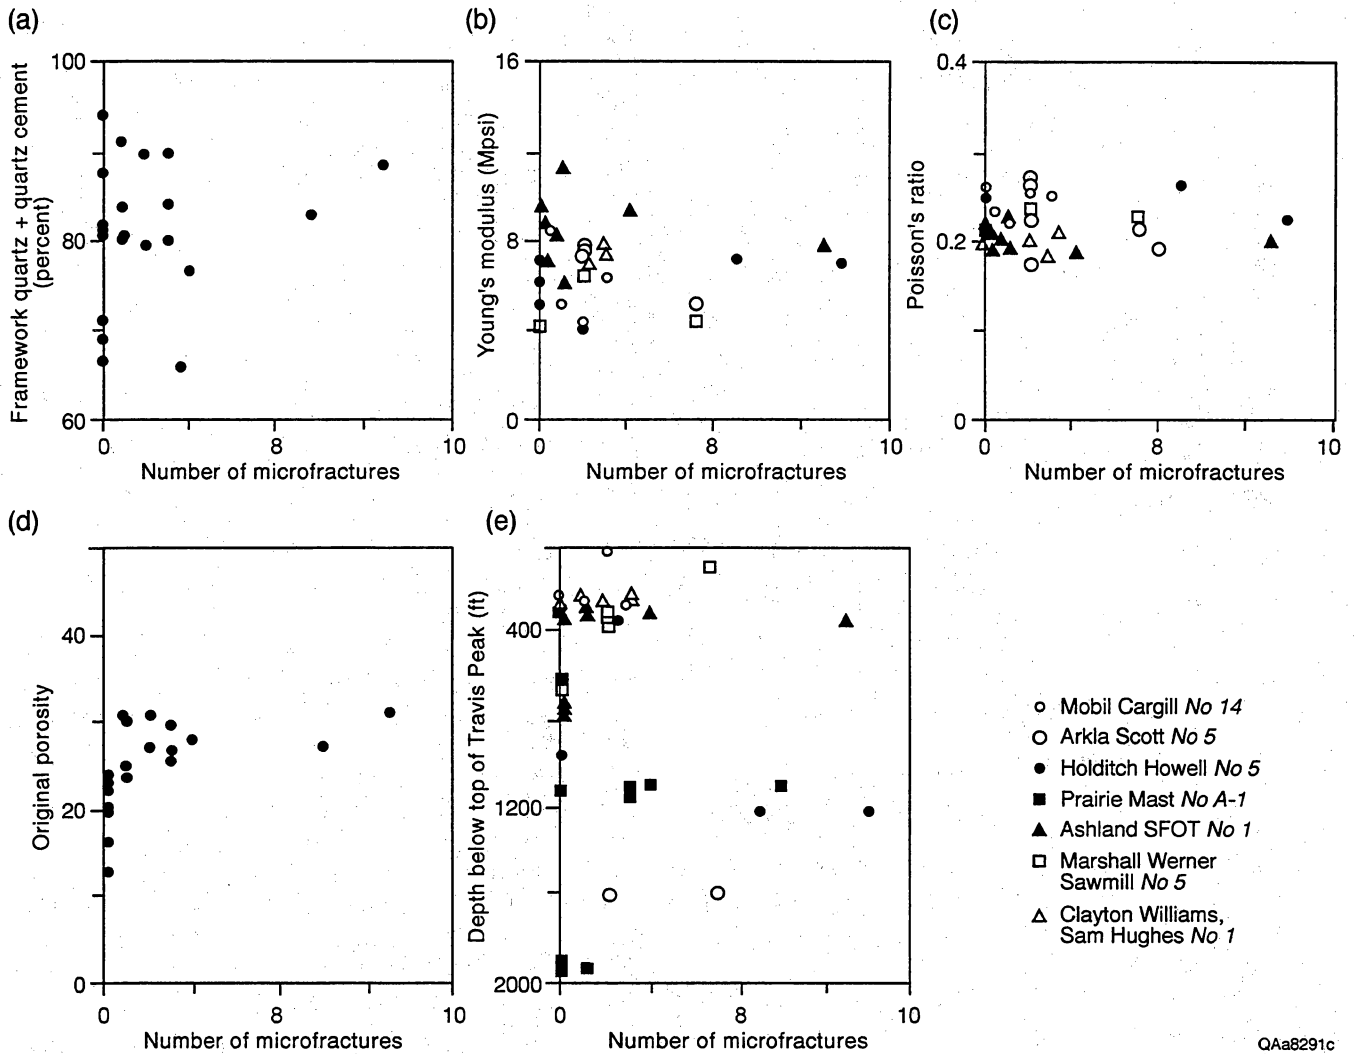 (a)
(b)
(c)
100
80
60
Framework quartz + quartz cement
(percent)
0
8
10
Number of microfractures
16
8
0
Young's modulus (Mpsi)
0
8
10
Number of microfractures
0.4
0.2
0
Poisson's ratio
0
8
10
Number of microfractures
(d)
(e)
40
20
0
Original porosity
0
8
10
Number of microfractures
400
1200
2000
Depth below top of Travis Peak (ft)
0
8
10
Number of microfractures
Mobil Cargill No 14
Arkla Scott No 5
Holditch Howell No 5
Prairie Mast No A-1
Ashland SFOT No 1
Marshall Werner
Sawmill No 5
Clayton Williams,
Sam Hughes No 1
QAa8291c